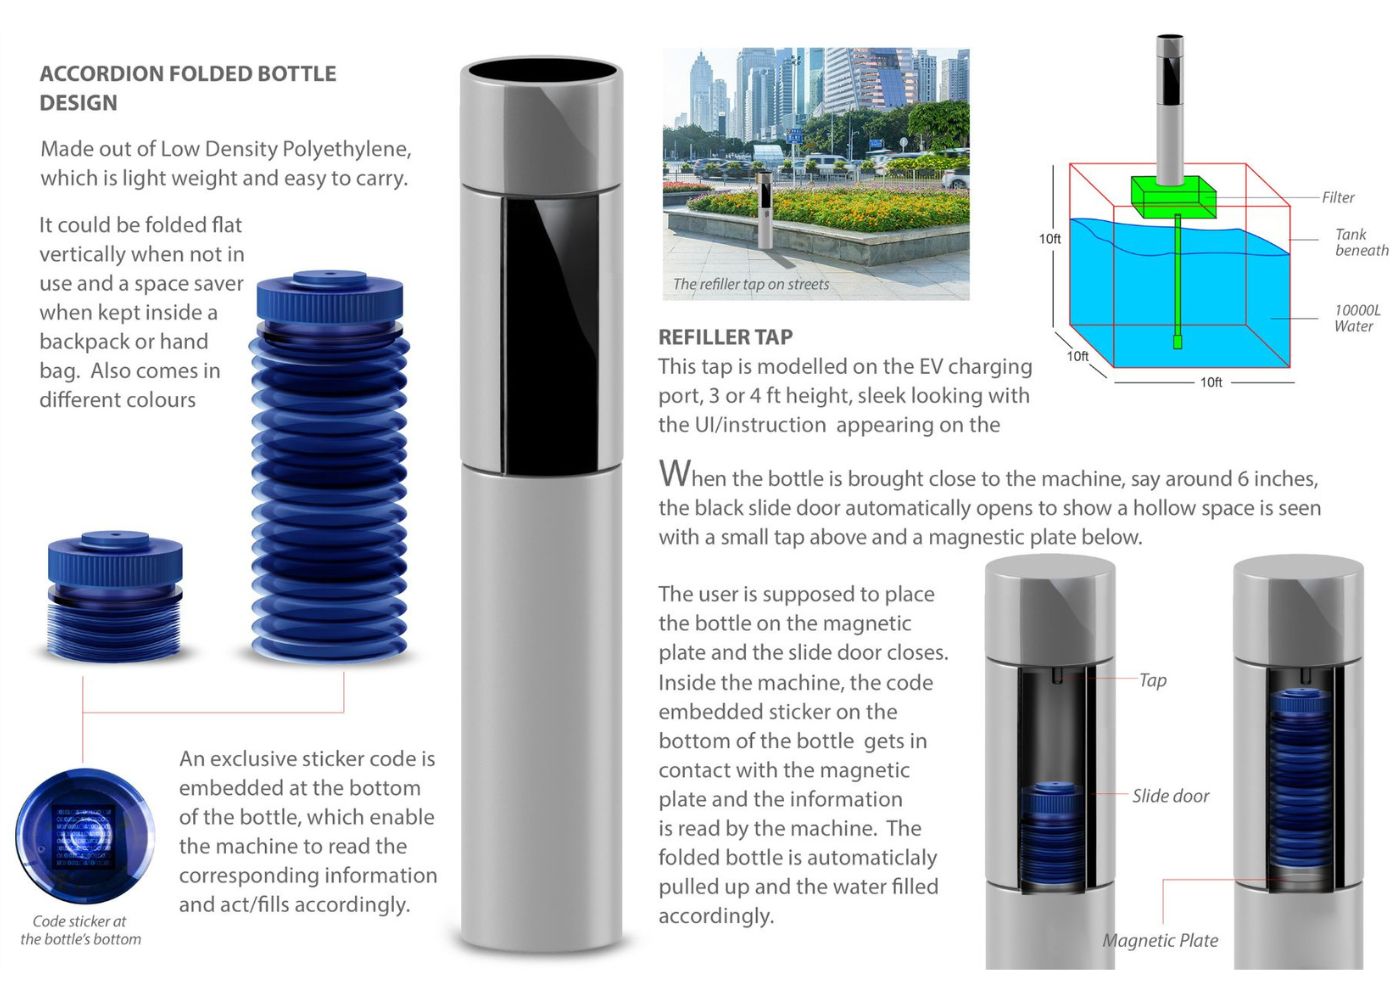 ACCORDION FOLDED BOTTLE
DESIGN
Made out of Low Density Polyethylene,
which is light weight and easy to carry.
It could be folded flat
vertically when not in
use and a space saver
when kept inside a
backpack or hand
bag. Also comes in
different colours
An exclusive sticker code is
embedded at the bottom
of the bottle, which enable
the machine to read the
corresponding information
and act/fills accordingly.
Code sticker at
the bottle's bottom
The refiller tap on streets
REFILLER TAP
This tap is modelled on the EV charging
port, 3 or 4 ft height, sleek looking with
the UI/instruction appearing on the
When the bottle is brought close to the machine, say around 6 inches,
the black slide door automatically opens to show a hollow space is seen
with a small tap above and a magnestic plate below.
The user is supposed to place
the bottle on the magnetic
plate and the slide door closes.
Inside the machine, the code
embedded sticker on the
bottom of the bottle gets in
contact with the magnetic
plate and the information
is read by the machine. The
folded bottle is automaticlaly
pulled up and the water filled
accordingly.
Filter
Tank
beneath
10000L
Water
10ft
10ft
10ft
Tap
Slide door
Magnetic Plate